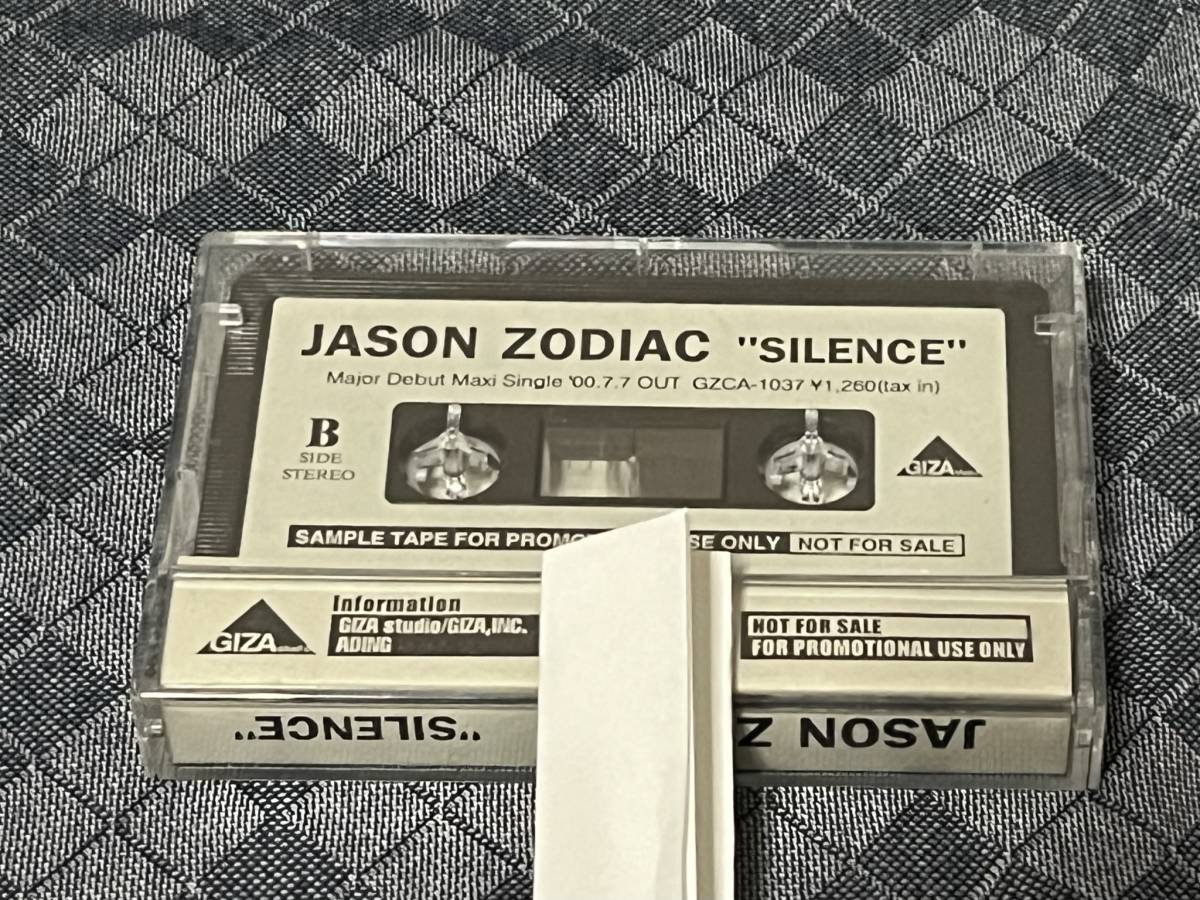 JASON ZODIAC "SILENCE"
Major Debut Maxi Single '00.7.7 OUT GZCA-1037 ¥1,260(tax in)
B
SIDE
STEREO
GIZA
SAMPLE TAPE FOR ONLY NOT FOR SALE
Information
GIZA studio/GIZA,INC.
ADING
GIZA
NOT FOR SALE
FOR PROMOTIONAL USE ONLY
JASON Z
"SILENCE"